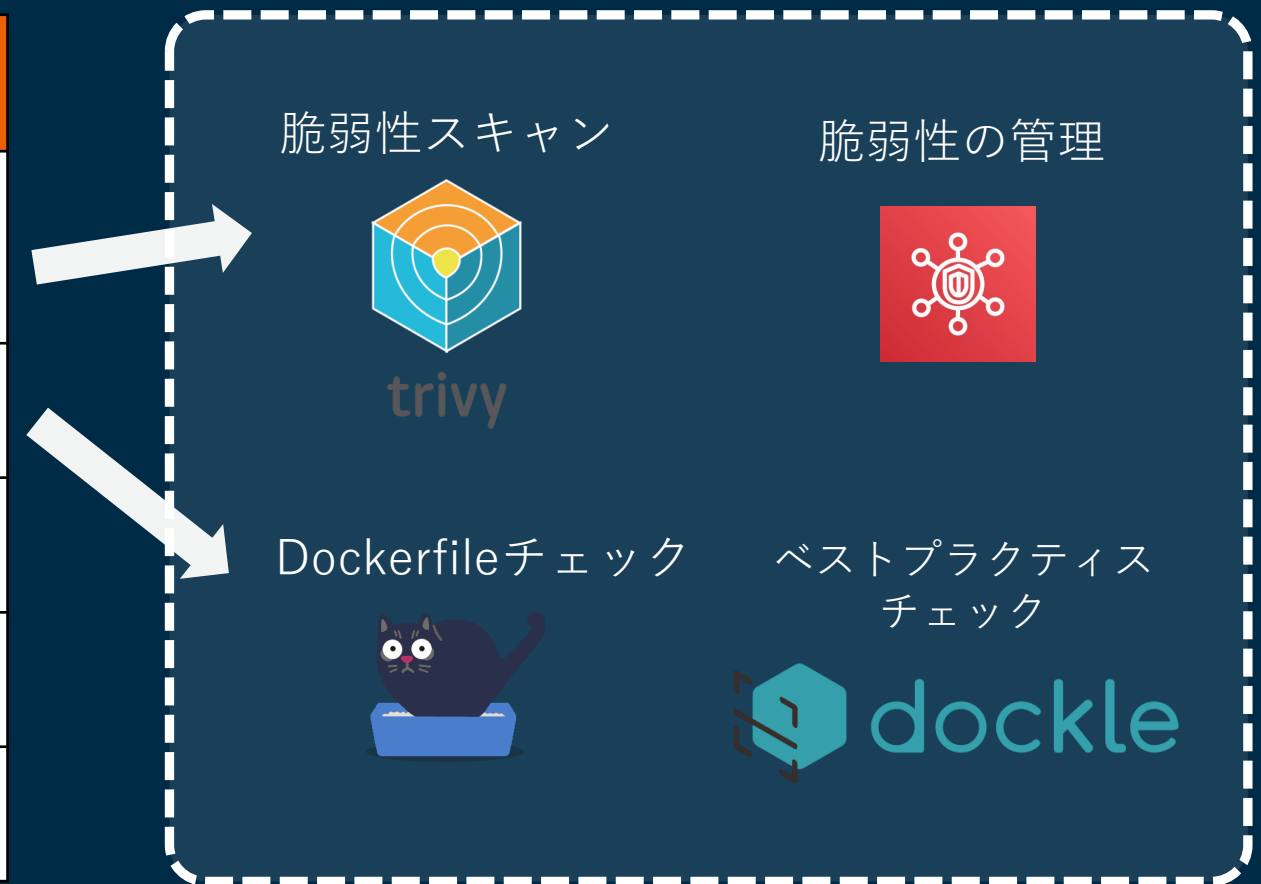 脆弱性スキャン
脆弱性の管理
trivy
Dockerfileチェック
ベストプラクティス
チェック
dockle